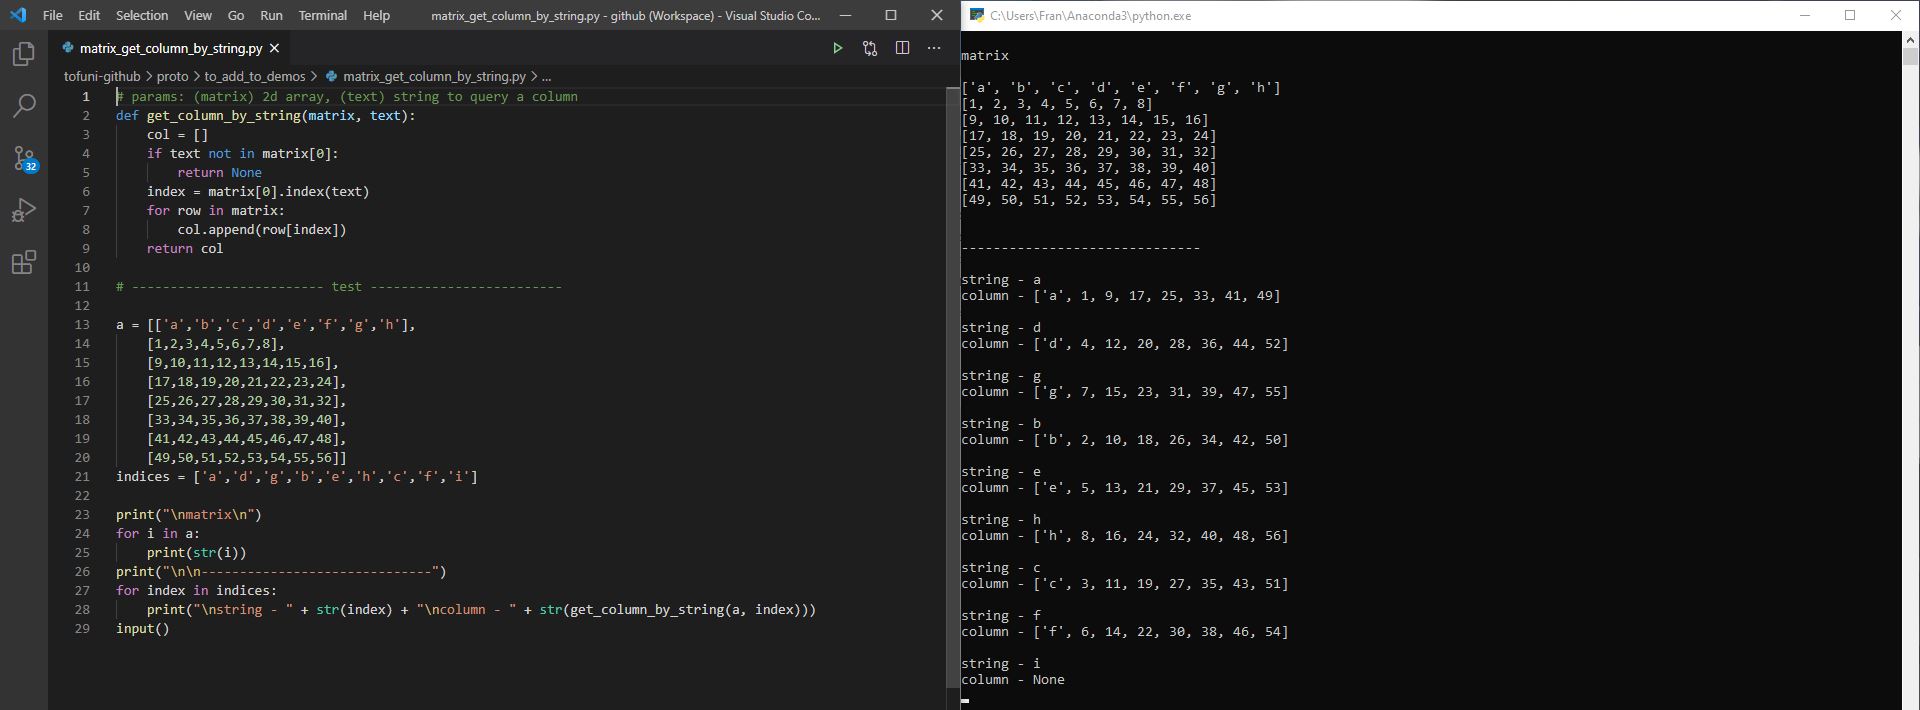 File Edit Selection View Go Run Terminal Help matrix_get_column_by_string.py - github (Workspace) - Visual Studio Co...
matrix_get_column_by_string.py
tofuni-github > proto > to_add_to_demos > matrix_get_column_by_string.py > ...
32
1 # params: (matrix) 2d array, (text) string to query a column
2 def get_column_by_string(matrix, text):
3     col = []
4     if text not in matrix[0]:
5         return None
6     index = matrix[0].index(text)
7     for row in matrix:
8         col.append(row[index])
9     return col
10
11 # ------------------------- test -------------------------
12
13 a = [['a','b','c','d','e','f','g','h'],
14     [1,2,3,4,5,6,7,8],
15     [9,10,11,12,13,14,15,16],
16     [17,18,19,20,21,22,23,24],
17     [25,26,27,28,29,30,31,32],
18     [33,34,35,36,37,38,39,40],
19     [41,42,43,44,45,46,47,48],
20     [49,50,51,52,53,54,55,56]]
21 indices = ['a','d','g','b','e','h','c','f','i']
22
23 print("\nmatrix\n")
24 for i in a:
25     print(str(i))
26 print("\n\n------------------------------")
27 for index in indices:
28     print("\nstring - " + str(index) + "\ncolumn - " + str(get_column_by_string(a, index)))
29 input()
C:\Users\Fran\Anaconda3\python.exe
matrix
['a', 'b', 'c', 'd', 'e', 'f', 'g', 'h']
[1, 2, 3, 4, 5, 6, 7, 8]
[9, 10, 11, 12, 13, 14, 15, 16]
[17, 18, 19, 20, 21, 22, 23, 24]
[25, 26, 27, 28, 29, 30, 31, 32]
[33, 34, 35, 36, 37, 38, 39, 40]
[41, 42, 43, 44, 45, 46, 47, 48]
[49, 50, 51, 52, 53, 54, 55, 56]
------------------------------
string - a
column - ['a', 1, 9, 17, 25, 33, 41, 49]
string - d
column - ['d', 4, 12, 20, 28, 36, 44, 52]
string - g
column - ['g', 7, 15, 23, 31, 39, 47, 55]
string - b
column - ['b', 2, 10, 18, 26, 34, 42, 50]
string - e
column - ['e', 5, 13, 21, 29, 37, 45, 53]
string - h
column - ['h', 8, 16, 24, 32, 40, 48, 56]
string - c
column - ['c', 3, 11, 19, 27, 35, 43, 51]
string - f
column - ['f', 6, 14, 22, 30, 38, 46, 54]
string - i
column - None